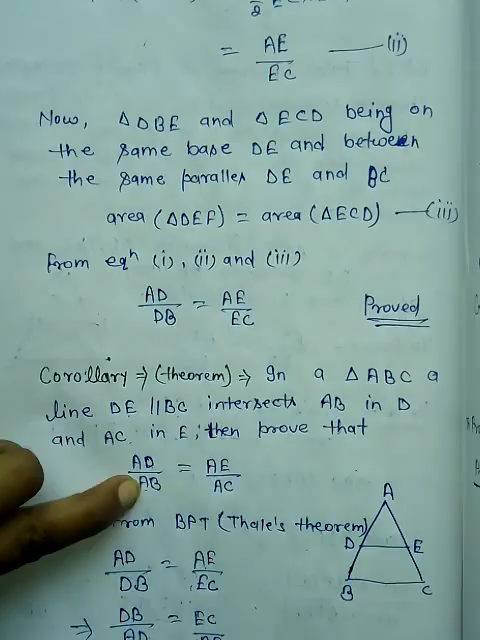 = AE/EC —(ii)
Now, ΔDBE and ΔECD being on
the same base DE and between
the same paralles DE and BC
area (ΔDEF) = area (ΔECD) —(iii)
from eqn (i), (ii) and (iii)
AD/DB = AE/EC Proved
Corollary ⇒ (theorem) ⇒ In a ΔABC a
line DE ||BC intersects AB in D
and AC in E, then prove that
AD/AB = AE/AC
A
from BPT (Thale's theorem)
D E
AD/DB = AE/EC
B C
⇒ DB/AD = EC/